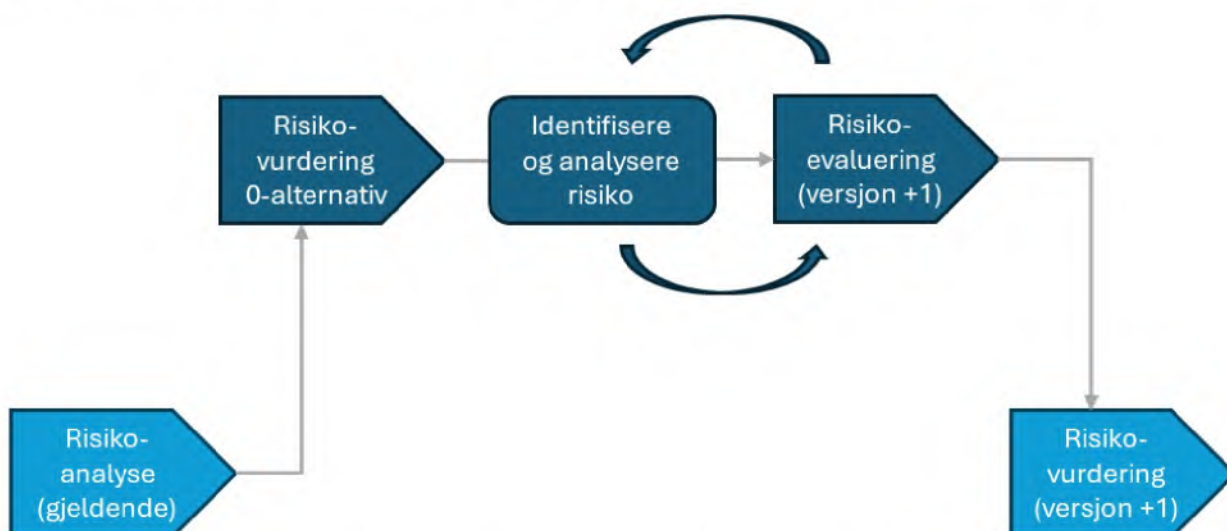 Risiko-
vurdering
0-alternativ
Identifisere
og analysere
risiko
Risiko-
evaluering
(versjon +1)
Risiko-
analyse
(gjeldende)
Risiko-
vurdering
(versjon +1)